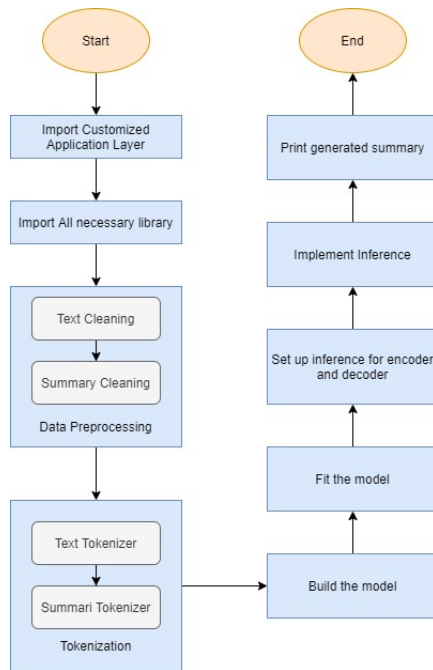 Start
Import Customized
Application Layer
Import All necessary library
Text Cleaning
Summary Cleaning
Data Preprocessing
Text Tokenizer
Summari Tokenizer
Tokenization
Build the model
Fit the model
Set up inference for encoder
and decoder
Implement Inference
Print generated summary
End